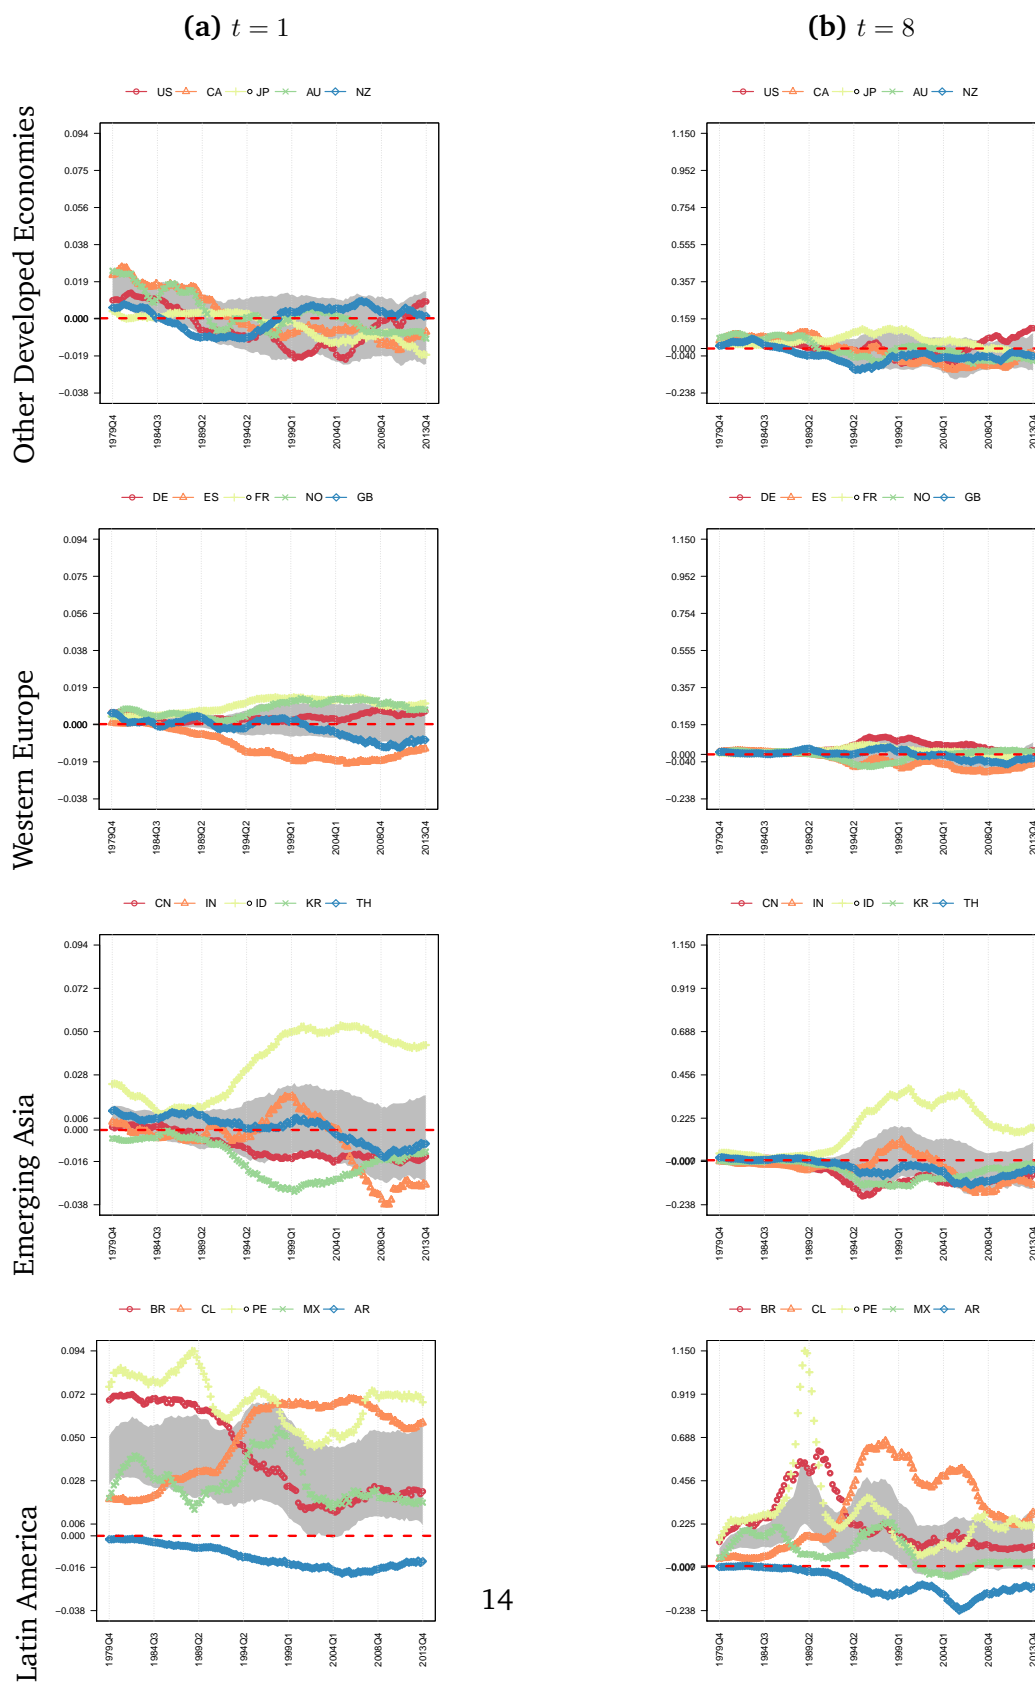 (a) t = 1
(b) t = 8
Other Developed Economies
US CA JP AU NZ
0.094
0.075
0.056
0.038
0.019
0.000
−0.019
−0.038
1979Q4 1984Q3 1989Q2 1994Q2 1999Q1 2004Q1 2008Q4 2013Q4
US CA JP AU NZ
1.150
0.952
0.754
0.555
0.357
0.159
0.000
−0.040
−0.238
1979Q4 1984Q3 1989Q2 1994Q2 1999Q1 2004Q1 2008Q4 2013Q4
Western Europe
DE ES FR NO GB
0.094
0.075
0.056
0.038
0.019
0.000
−0.019
−0.038
1979Q4 1984Q3 1989Q2 1994Q2 1999Q1 2004Q1 2008Q4 2013Q4
DE ES FR NO GB
1.150
0.952
0.754
0.555
0.357
0.159
0.000
−0.040
−0.238
1979Q4 1984Q3 1989Q2 1994Q2 1999Q1 2004Q1 2008Q4 2013Q4
Emerging Asia
CN IN ID KR TH
0.094
0.072
0.050
0.028
0.006
0.000
−0.016
−0.038
1979Q4 1984Q3 1989Q2 1994Q2 1999Q1 2004Q1 2008Q4 2013Q4
CN IN ID KR TH
1.150
0.919
0.688
0.456
0.225
−0.238
1979Q4 1984Q3 1989Q2 1994Q2 1999Q1 2004Q1 2008Q4 2013Q4
Latin America
BR CL PE MX AR
0.094
0.072
0.050
0.028
0.006
0.000
−0.016
−0.038
1979Q4 1984Q3 1989Q2 1994Q2 1999Q1 2004Q1 2008Q4 2013Q4
BR CL PE MX AR
1.150
0.919
0.688
0.456
0.225
−0.238
1979Q4 1984Q3 1989Q2 1994Q2 1999Q1 2004Q1 2008Q4 2013Q4
14